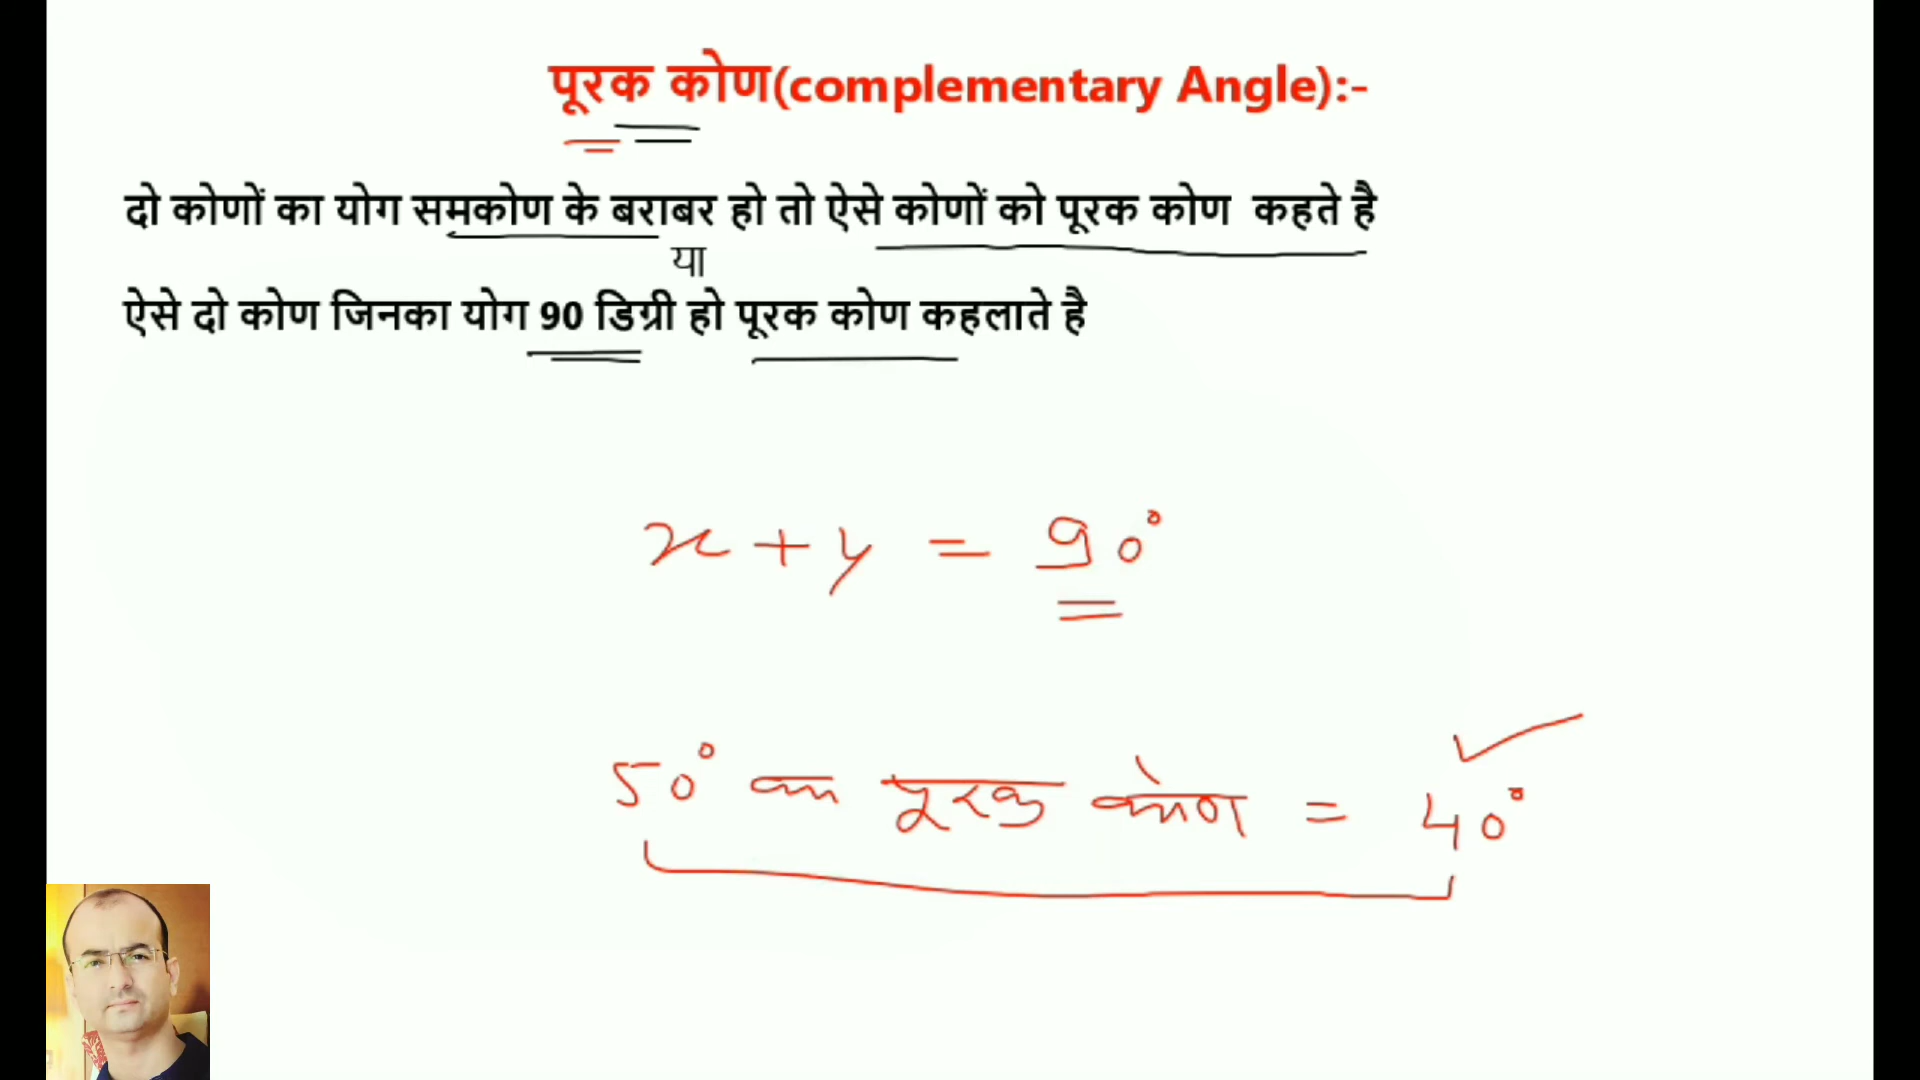 पूरक कोण(complementary Angle):-
दो कोणों का योग समकोण के बराबर हो तो ऐसे कोणों को पूरक कोण कहते है
या
ऐसे दो कोण जिनका योग 90 डिग्री हो पूरक कोण कहलाते है
x + y = 90°
50° का पूरक कोण = 40°